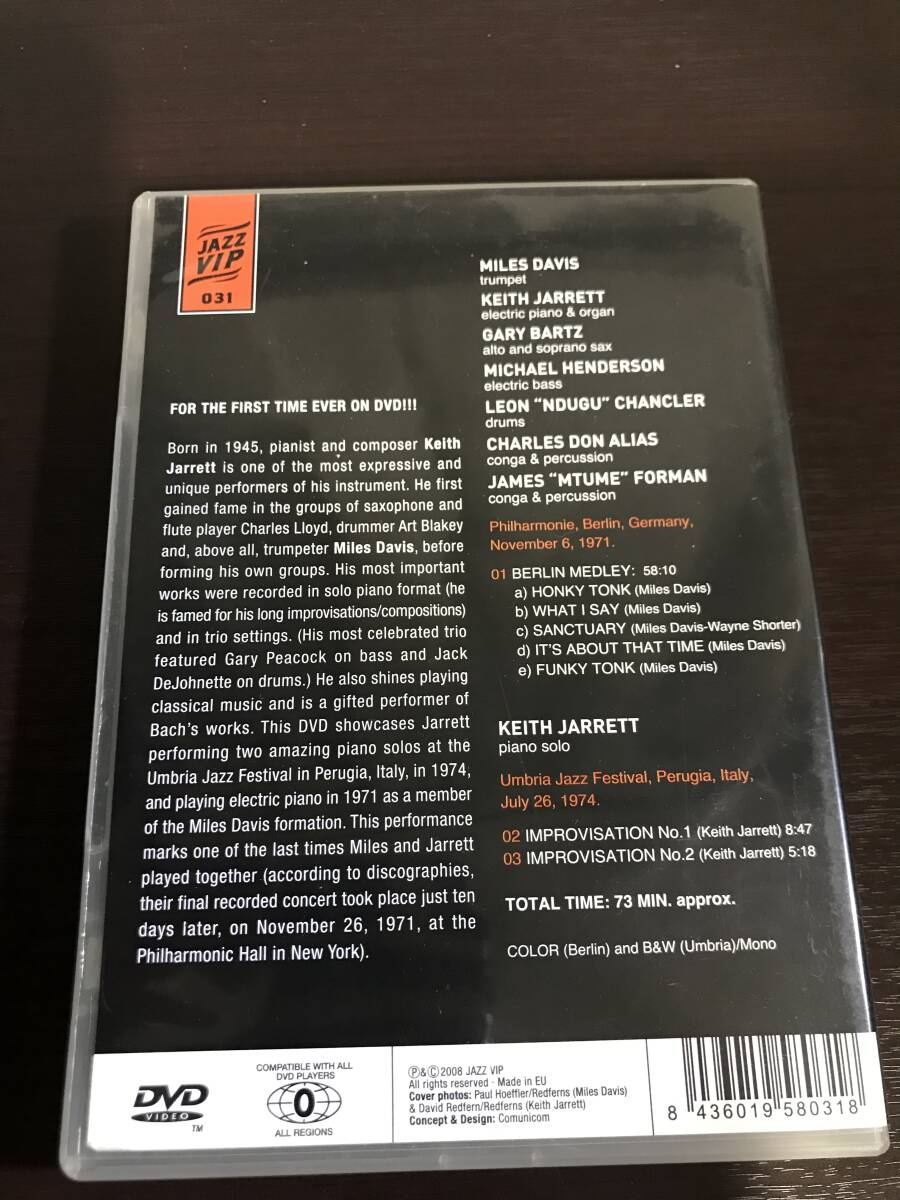 JAZZ
VIP
031
FOR THE FIRST TIME EVER ON DVD!!!
Born in 1945, pianist and composer Keith
Jarrett is one of the most expressive and
unique performers of his instrument. He first
gained fame in the groups of saxophone and
flute player Charles Lloyd, drummer Art Blakey
and, above all, trumpeter Miles Davis, before
forming his own groups. His most important
works were recorded in solo piano format (he
is famed for his long improvisations/compositions)
and in trio settings. (His most celebrated trio
featured Gary Peacock on bass and Jack
DeJohnette on drums.) He also shines playing
classical music and is a gifted performer of
Bach's works. This DVD showcases Jarrett
performing two amazing piano solos at the
Umbria Jazz Festival in Perugia, Italy, in 1974,
and playing electric piano in 1971 as a member
of the Miles Davis formation. This performance
marks one of the last times Miles and Jarrett
played together (according to discographies,
their final recorded concert took place just ten
days later, on November 26, 1971, at the
Philharmonic Hall in New York).
MILES DAVIS
trumpet
KEITH JARRETT
electric piano & organ
GARY BARTZ
alto and soprano sax
MICHAEL HENDERSON
electric bass
LEON "NDUGU" CHANCLER
drums
CHARLES DON ALIAS
conga & percussion
JAMES "MTUME" FORMAN
conga & percussion
Philharmonie, Berlin, Germany,
November 6, 1971.
01 BERLIN MEDLEY: 58:10
a) HONKY TONK (Miles Davis)
b) WHAT I SAY (Miles Davis)
c) SANCTUARY (Miles Davis-Wayne Shorter)
d) IT'S ABOUT THAT TIME (Miles Davis)
e) FUNKY TONK (Miles Davis)
KEITH JARRETT
piano solo
Umbria Jazz Festival, Perugia, Italy,
July 26, 1974.
02 IMPROVISATION No.1 (Keith Jarrett) 8:47
03 IMPROVISATION No.2 (Keith Jarrett) 5:18
TOTAL TIME: 73 MIN. approx.
COLOR (Berlin) and B&W (Umbria)/Mono
DVD
VIDEO
TM
COMPATIBLE WITH ALL
DVD PLAYERS
0
ALL REGIONS
℗&©2008 JAZZ VIP
All rights reserved - Made in EU
Cover photos: Paul Hoeffler/Redferns (Miles Davis)
& David Redfern/Redferns (Keith Jarrett)
Concept & Design: Comunicom
8 436019 580318